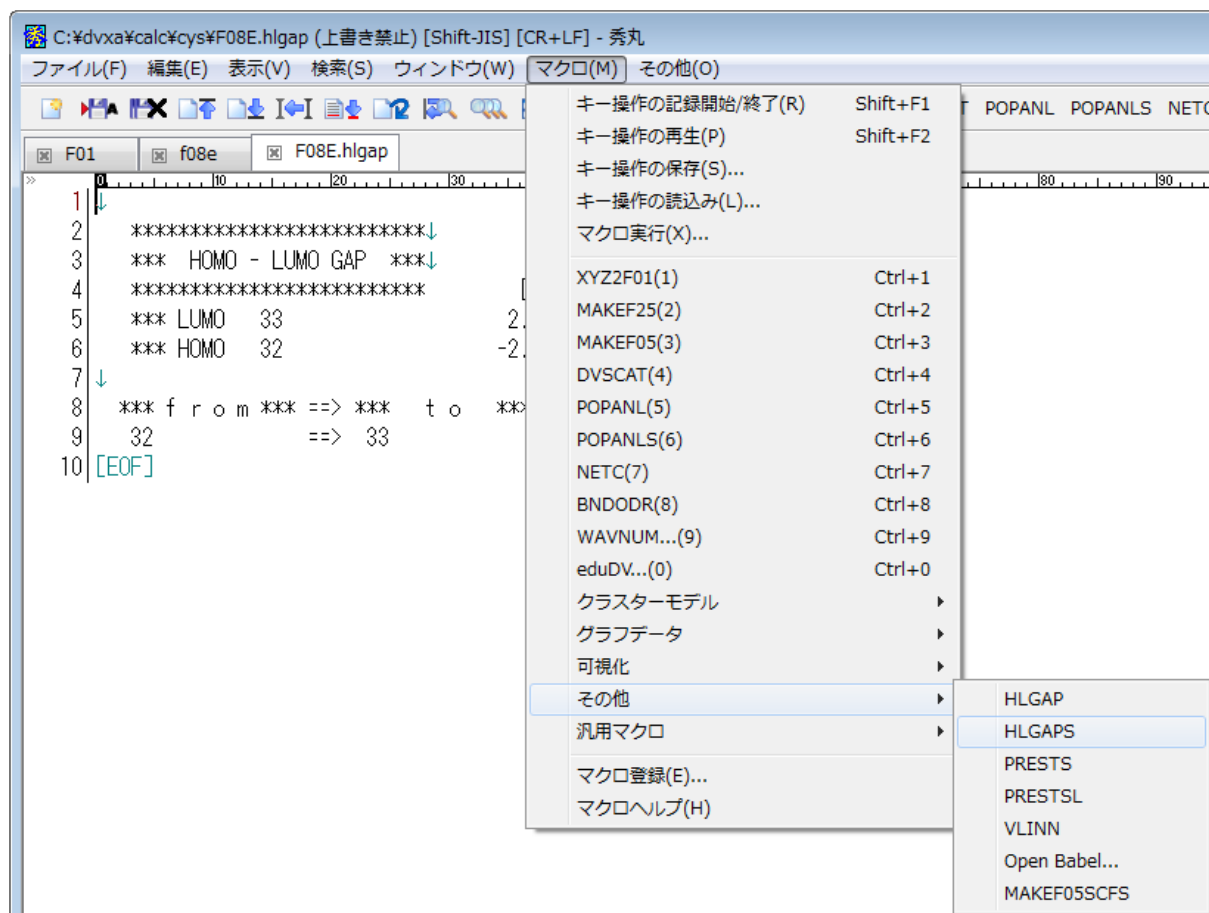 C:¥dvxa¥calc¥cys¥F08E.hlgap (上書き禁止) [Shift-JIS] [CR+LF] - 秀丸
ファイル(F) 編集(E) 表示(V) 検索(S) ウィンドウ(W) マクロ(M) その他(O)
POPANL POPANLS NETC
F01 f08e F08E.hlgap
0 10 20 30 80 90
1 ↓
2 *************************↓
3 *** HOMO - LUMO GAP ***↓
4 ************************* [
5 *** LUMO 33 2.
6 *** HOMO 32 -2.
7 ↓
8 *** f r o m *** ==> *** t o **
9 32 ==> 33
10 [EOF]
キー操作の記録開始/終了(R) Shift+F1
キー操作の再生(P) Shift+F2
キー操作の保存(S)...
キー操作の読込み(L)...
マクロ実行(X)...
XYZ2F01(1) Ctrl+1
MAKEF25(2) Ctrl+2
MAKEF05(3) Ctrl+3
DVSCAT(4) Ctrl+4
POPANL(5) Ctrl+5
POPANLS(6) Ctrl+6
NETC(7) Ctrl+7
BNDODR(8) Ctrl+8
WAVNUM...(9) Ctrl+9
eduDV...(0) Ctrl+0
クラスターモデル
グラフデータ
可視化
その他
汎用マクロ
マクロ登録(E)...
マクロヘルプ(H)
HLGAP
HLGAPS
PRESTS
PRESTSL
VLINN
Open Babel...
MAKEF05SCFS